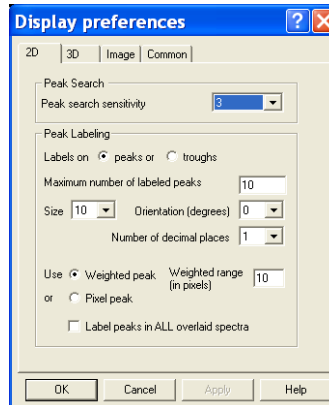 Display preferences
2D 3D Image Common
Peak Search
Peak search sensitivity 3
Peak Labeling
Labels on peaks or troughs
Maximum number of labeled peaks 10
Size 10 Orientation (degrees) 0
Number of decimal places 1
Use Weighted peak Weighted range (in pixels) 10
or Pixel peak
Label peaks in ALL overlaid spectra
OK Cancel Apply Help